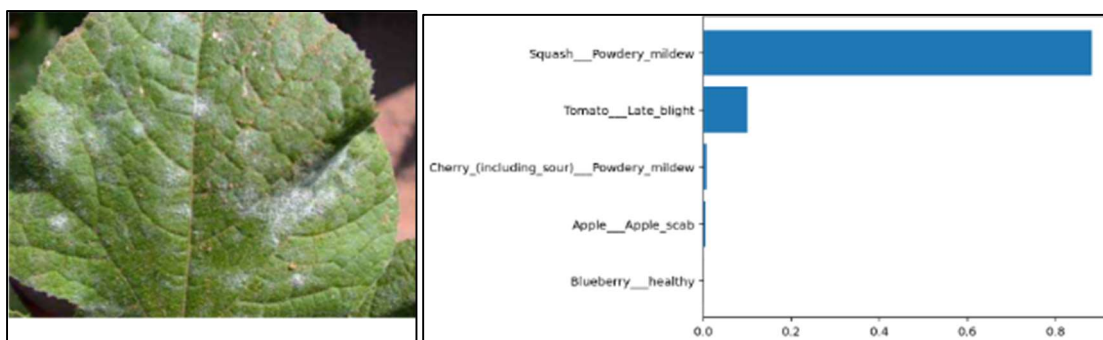 Squash___Powdery_mildew
Tomato___Late_blight
Cherry_(including_sour)___Powdery_mildew
Apple___Apple_scab
Blueberry___healthy
0.0 0.2 0.4 0.6 0.8